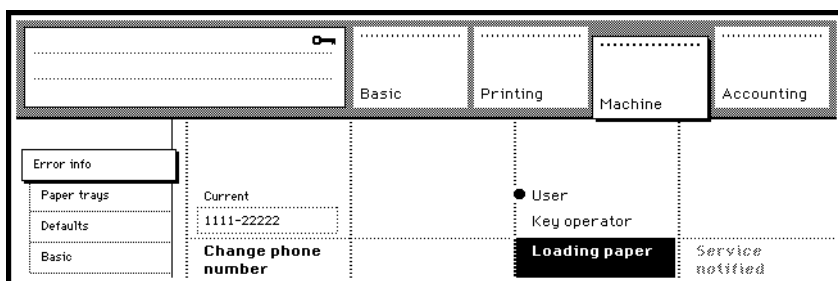 Basic
Printing
Machine
Accounting
Error info
Paper trays
Defaults
Basic
Current
1111-22222
Change phone
number
User
Key operator
Loading paper
Service
notified